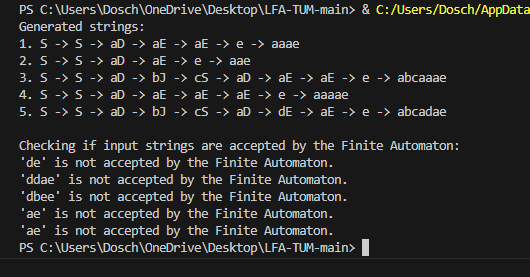 PS C:\Users\Dosch\OneDrive\Desktop\LFA-TUM-main> & C:/Users/Dosch/AppData
Generated strings:
1. S -> S -> aD -> aE -> aE -> e -> aaae
2. S -> S -> aD -> aE -> e -> aae
3. S -> S -> aD -> bJ -> cS -> aD -> aE -> aE -> e -> abcaaae
4. S -> S -> aD -> aE -> aE -> aE -> e -> aaaae
5. S -> S -> aD -> bJ -> cS -> aD -> dE -> aE -> e -> abcadae
Checking if input strings are accepted by the Finite Automaton:
'de' is not accepted by the Finite Automaton.
'ddae' is not accepted by the Finite Automaton.
'dbee' is not accepted by the Finite Automaton.
'ae' is not accepted by the Finite Automaton.
'ae' is not accepted by the Finite Automaton.
PS C:\Users\Dosch\OneDrive\Desktop\LFA-TUM-main>